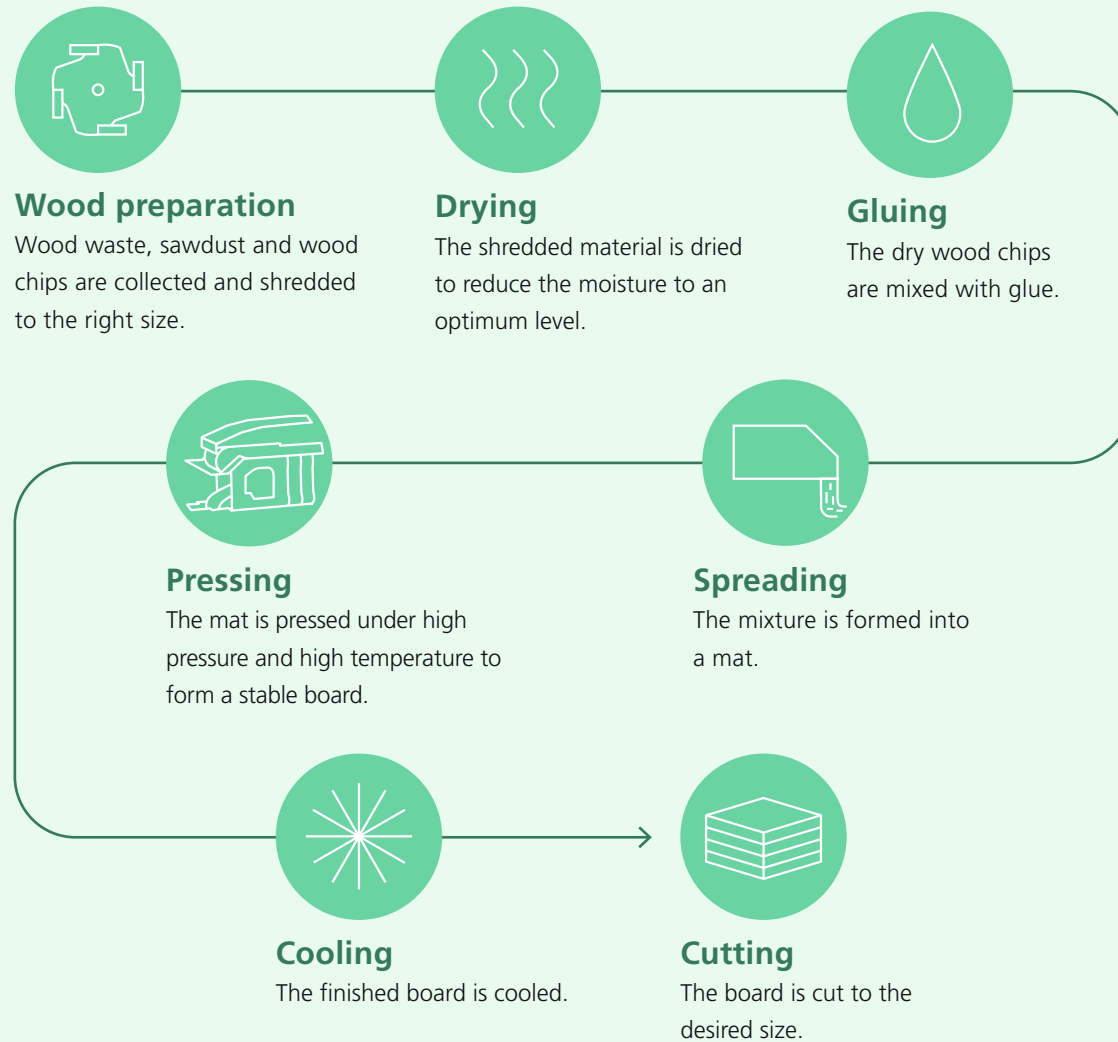 Wood preparation
Wood waste, sawdust and wood
chips are collected and shredded
to the right size.
Drying
The shredded material is dried
to reduce the moisture to an
optimum level.
Gluing
The dry wood chips
are mixed with glue.
Spreading
The mixture is formed into
a mat.
Pressing
The mat is pressed under high
pressure and high temperature to
form a stable board.
Cooling
The finished board is cooled.
Cutting
The board is cut to the
desired size.